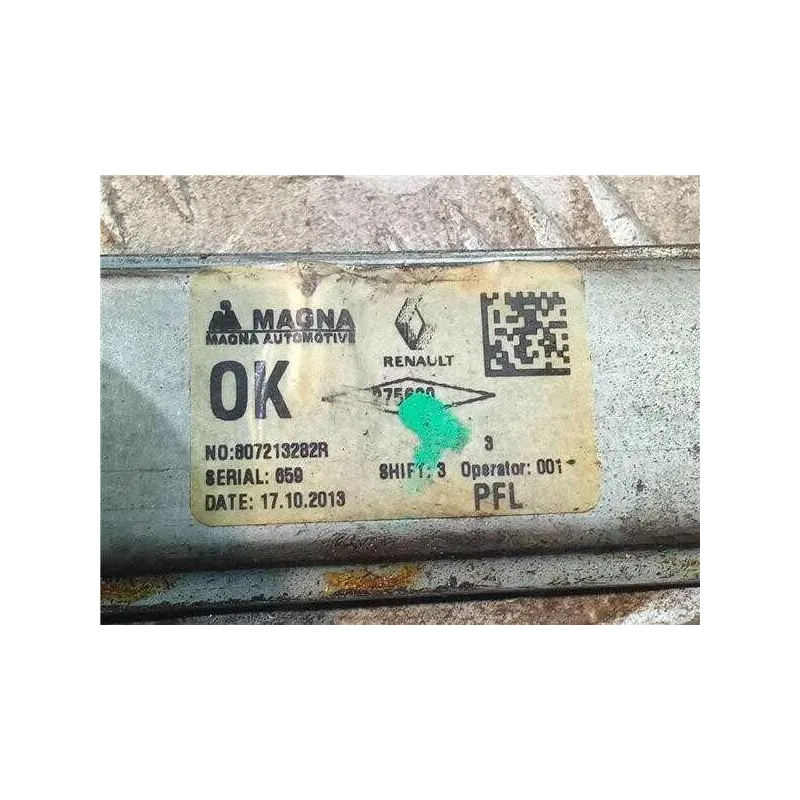 MAGNA
MAGNA AUTOMOTIVE
RENAULT
OK
NO:807213282R
3
SERIAL: 659
SHIFT: 3 Operator: 001
DATE: 17.10.2013
PFL